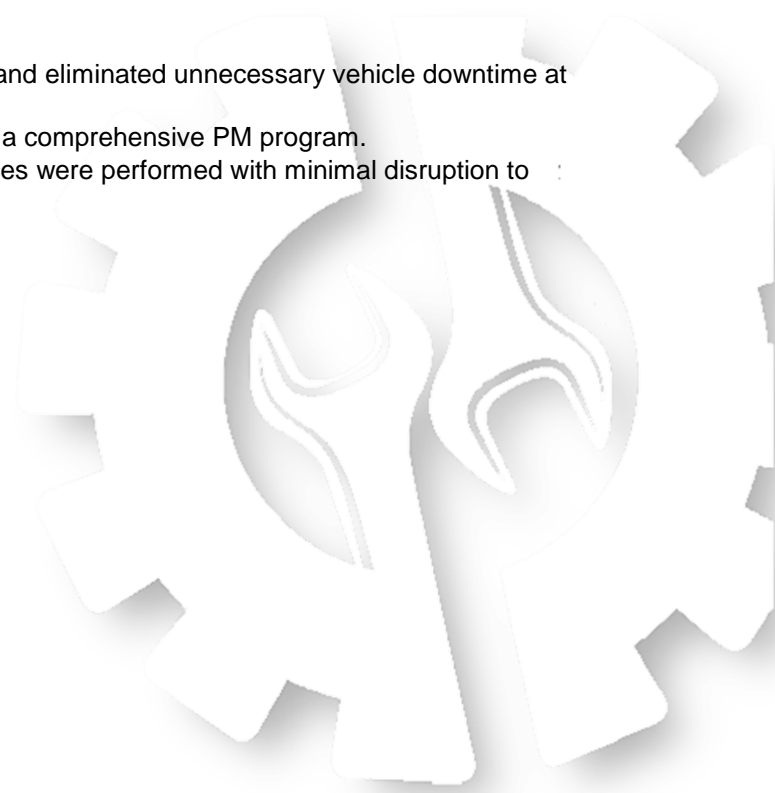 and eliminated unnecessary vehicle downtime at
a comprehensive PM program.
es were performed with minimal disruption to